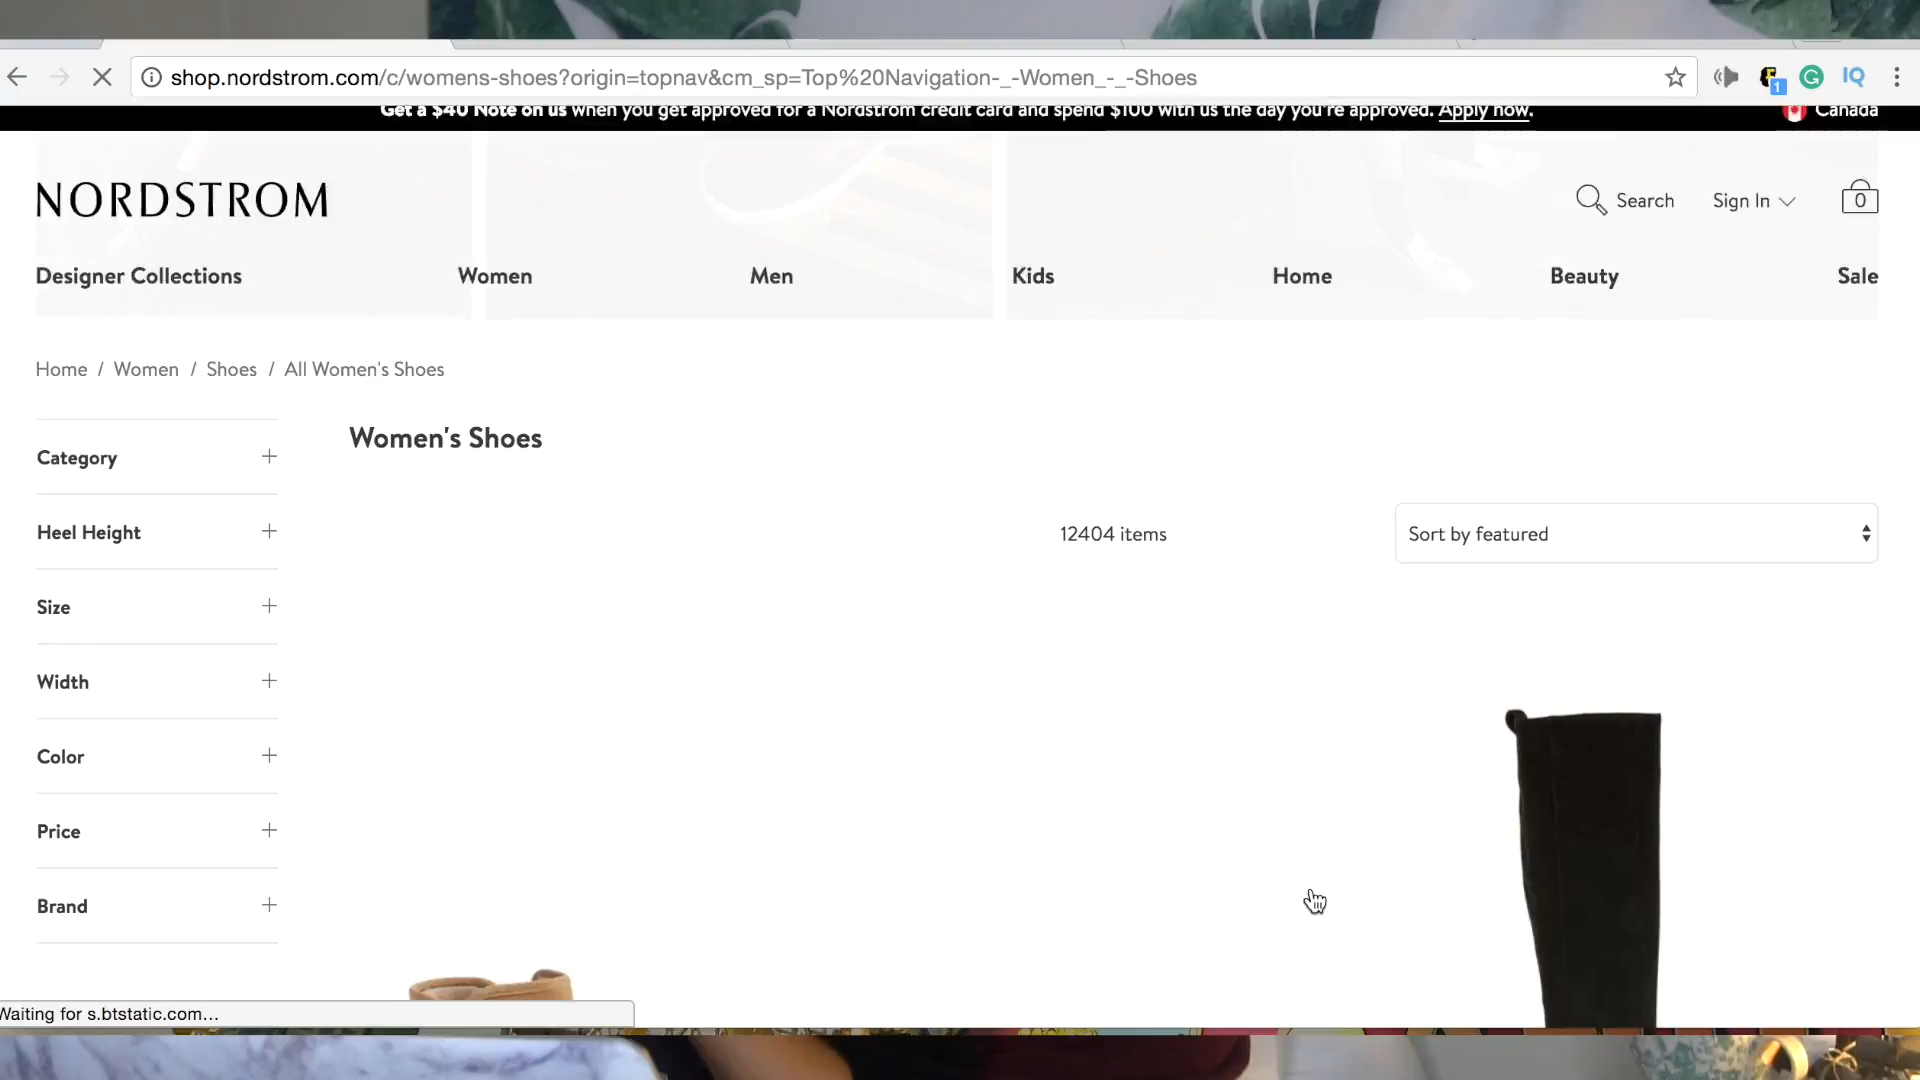 shop.nordstrom.com/c/womens-shoes?origin=topnav&cm_sp=Top%20Navigation-_-Women_-_-Shoes
1
G
IQ
Get a $40 Note on us when you get approved for a Nordstrom credit card and spend $100 with us the day you're approved. Apply now.
Canada
NORDSTROM
Search
Sign In
0
Designer Collections
Women
Men
Kids
Home
Beauty
Sale
Home / Women / Shoes / All Women's Shoes
Women's Shoes
Category
Heel Height
12404 items
Sort by featured
Size
Width
Color
Price
Brand
Waiting for s.btstatic.com...